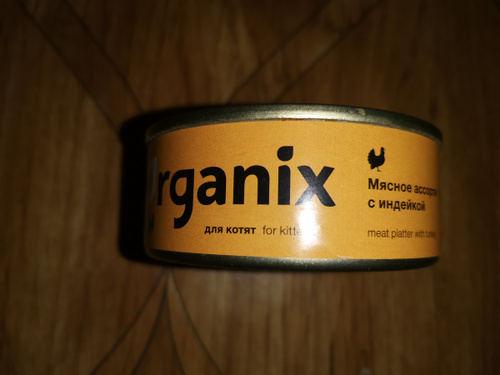 rganix
для котят for kitte
Мясное ассорти
с индейкой
meat platter with turkey